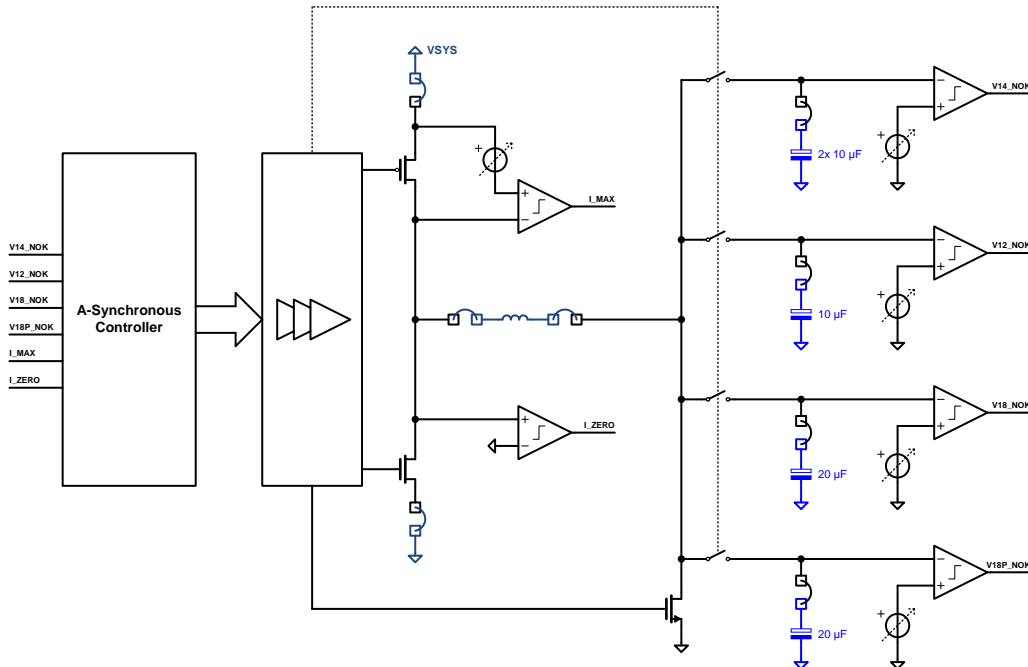 VSYS
V14_NOK
+
−
+
+
2x 10 µF
+
−
I_MAX
V14_NOK
V12_NOK
V18_NOK
V18P_NOK
I_MAX
I_ZERO
A-Synchronous
Controller
−
+
V12_NOK
+
10 µF
+
−
I_ZERO
−
+
V18_NOK
+
20 µF
−
+
V18P_NOK
+
20 µF